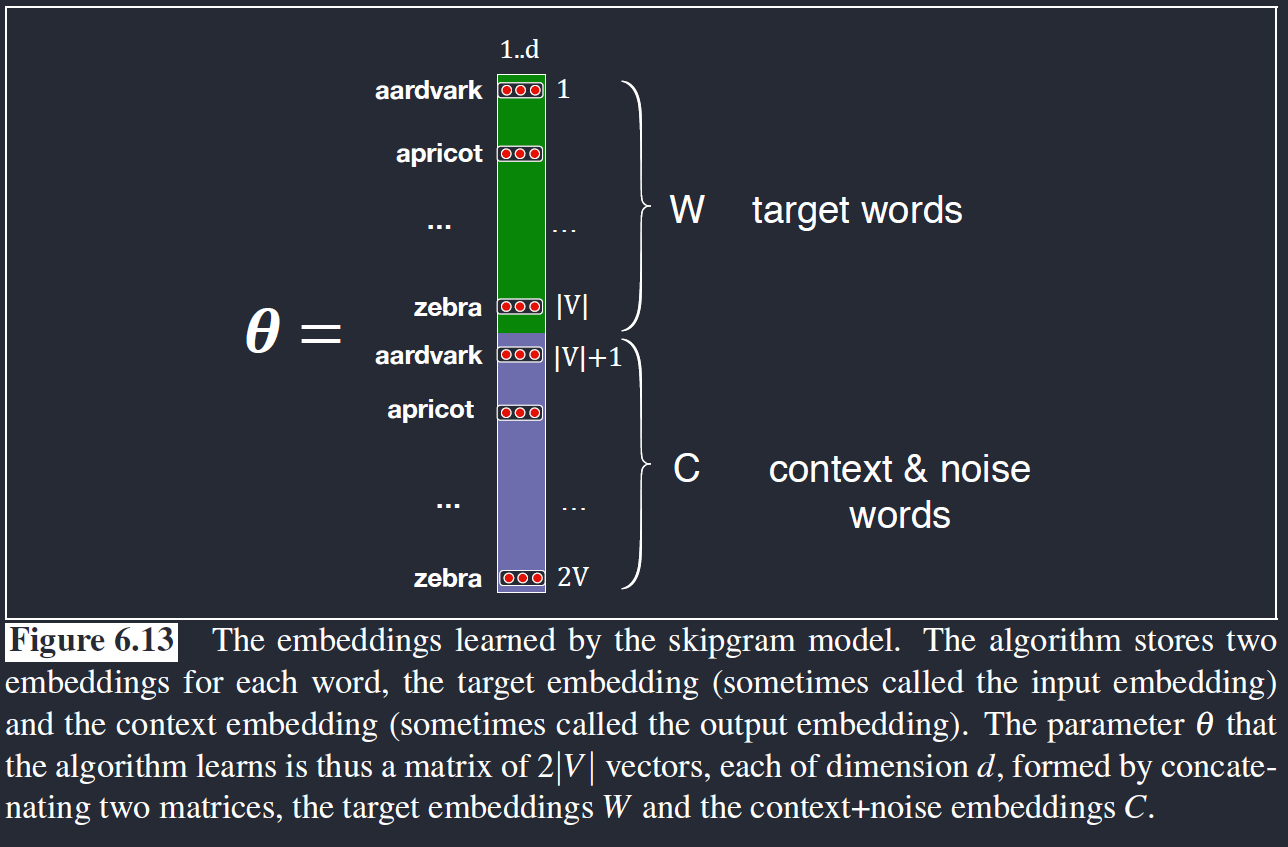 1..d
aardvark 1
apricot
... ...
zebra |V|
W target words
θ =
aardvark |V|+1
apricot
C context & noise
words
... ...
zebra 2V
Figure 6.13 The embeddings learned by the skipgram model. The algorithm stores two
embeddings for each word, the target embedding (sometimes called the input embedding)
and the context embedding (sometimes called the output embedding). The parameter θ that
the algorithm learns is thus a matrix of 2|V| vectors, each of dimension d, formed by concate-
nating two matrices, the target embeddings W and the context+noise embeddings C.